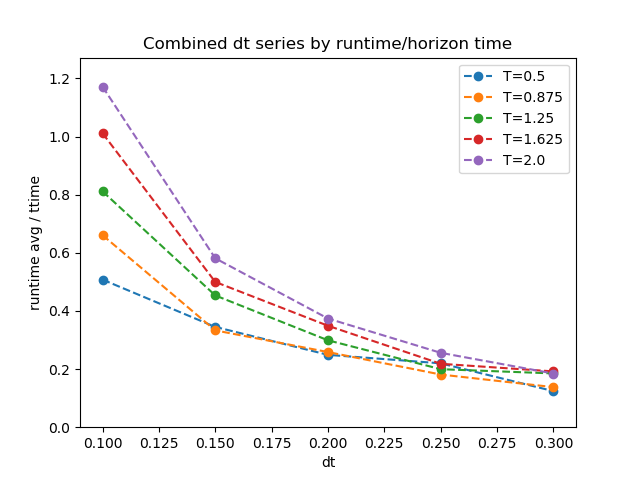 Combined dt series by runtime/horizon time
runtime avg / ttime
1.2
1.0
0.8
0.6
0.4
0.2
0.0
T=0.5
T=0.875
T=1.25
T=1.625
T=2.0
0.100 0.125 0.150 0.175 0.200 0.225 0.250 0.275 0.300
dt